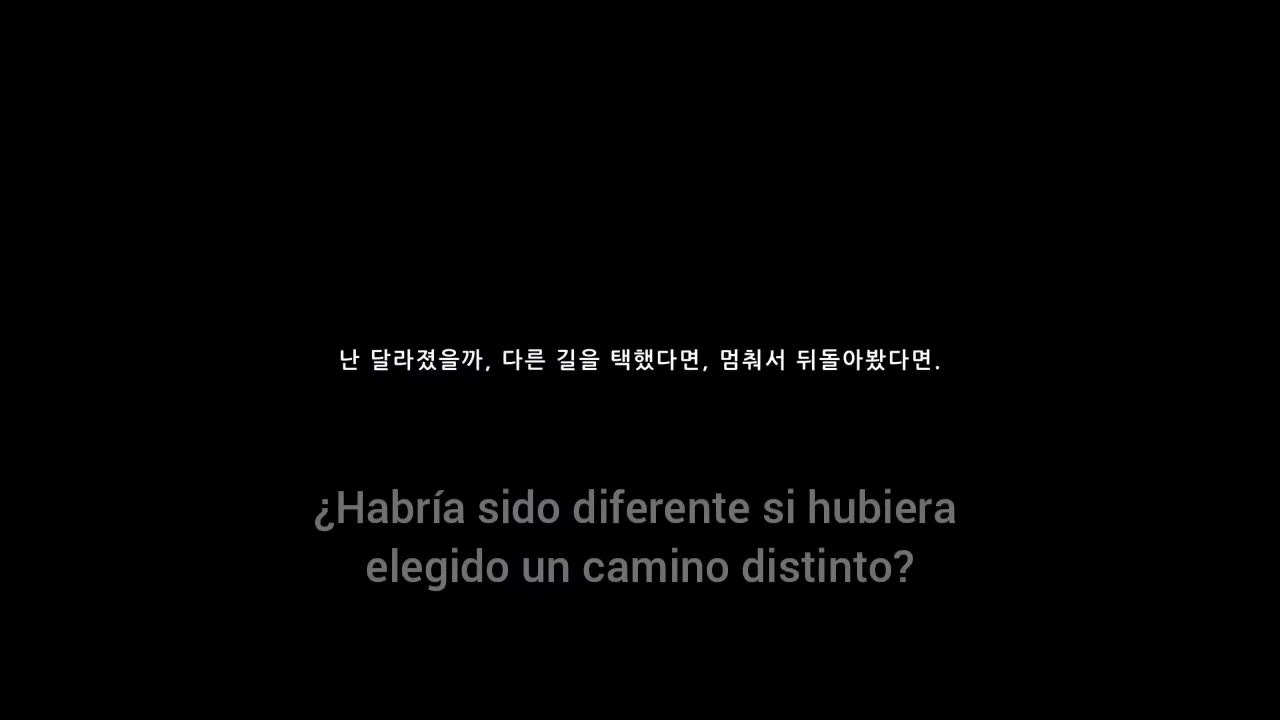 난 달라졌을까, 다른 길을 택했다면, 멈춰서 뒤돌아봤다면.
¿Habría sido diferente si hubiera
elegido un camino distinto?